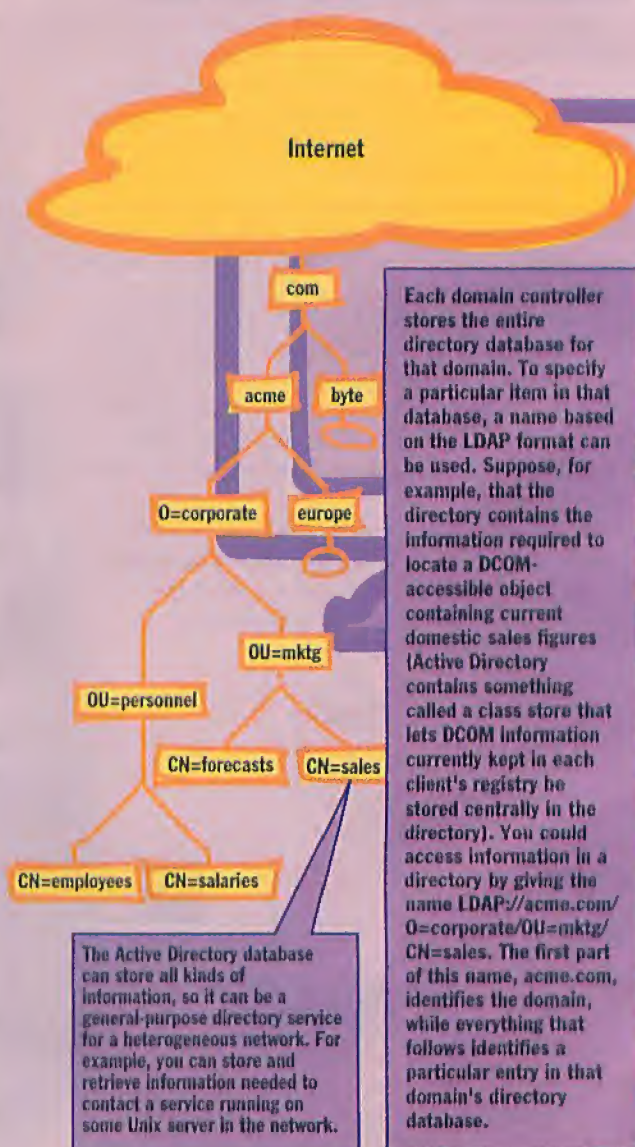 Internet
com
acme
byte
O=corporate
europe
OU=mktg
OU=personnel
CN=forecasts
CN=sales
CN=employees
CN=salaries
The Active Directory database
can store all kinds of
information, so it can be a
general-purpose directory service
for a heterogeneous network. For
example, you can store and
retrieve information needed to
contact a service running on
some Unix server in the network.
Each domain controller
stores the entire
directory database for
that domain. To specify
a particular item in that
database, a name based
on the LDAP format can
be used. Suppose, for
example, that the
directory contains the
information required to
locate a DCOM-
accessible object
containing current
domestic sales figures
(Active Directory
contains something
called a class store that
lets DCOM information
currently kept in each
client's registry be
stored centrally in the
directory). You could
access information in a
directory by giving the
name LDAP://acme.com/
O=corporate/OU=mktg/
CN=sales. The first part
of this name, acme.com,
identifies the domain,
while everything that
follows identifies a
particular entry in that
domain's directory
database.